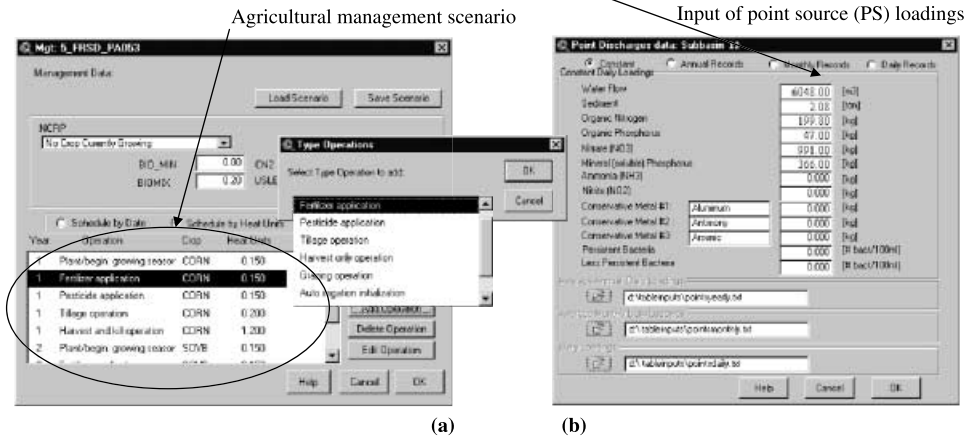 Agricultural management scenario
Input of point source (PS) loadings
Mgt: 5_FRSD_PA053
Management Data:
Load Scenario
Save Scenario
NCRP
No Crop Currently Growing
BIO_MIN 0.00 CN2
BIOMIX 0.20 USLE
Schedule by Date
Schedule by Heat Units
Year Operation Crop Heat Units
1 Plant/begin. growing season CORN 0.150
1 Fertilizer application CORN 0.150
1 Pesticide application CORN 0.150
1 Tillage operation CORN 0.200
1 Harvest and kill operation CORN 1.200
2 Plant/begin. growing season SOYB 0.150
Add Operation
Delete Operation
Edit Operation
Help
Cancel
OK
Type Operations
Select Type Operation to add:
OK
Cancel
Fertilizer application
Pesticide application
Tillage operation
Harvest only operation
Grazing operation
Auto irrigation initialization
(a)
Point Discharges data: Subbasin
Constant
Annual Records
Monthly Records
Daily Records
Constant Daily Loadings
Water Flow 6048.00 [m3]
Sediment 2.08 [ton]
Organic Nitrogen 199.80 [kg]
Organic Phosphorus 47.00 [kg]
Nitrate (NO3) 991.00 [kg]
Mineral (soluble) Phosphorus 366.00 [kg]
Ammonia (NH3) 0.000 [kg]
Nitrite (NO2) 0.000 [kg]
Conservative Metal #1: Aluminum 0.000 [kg]
Conservative Metal #2: Antimony 0.000 [kg]
Conservative Metal #3: Arsenic 0.000 [kg]
Persistent Bacteria 0.000 [# bact/100ml]
Less Persistent Bacteria 0.000 [# bact/100ml]
d:\tableinputs\pointsyearly.txt
d:\tableinputs\pointsmonthly.txt
d:\tableinputs\pointsdaily.txt
Help
Cancel
OK
(b)